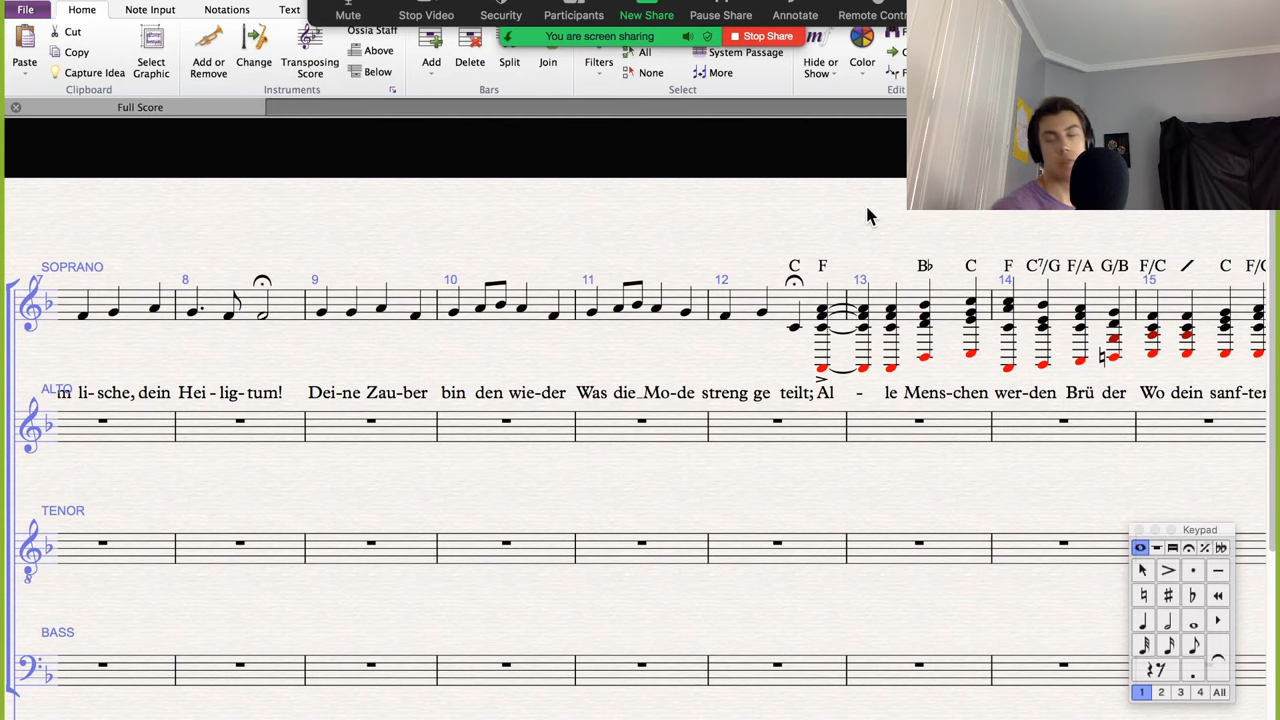 File Home Note Input Notations Text
Mute Stop Video Security Participants New Share Pause Share Annotate Remote Contr
You are screen sharing Stop Share
Paste Cut Copy Capture Idea Select Graphic
Add or Remove Change Transposing Score Ossia Staff Above Below
Add Delete Split Join Filters All None System Passage More Hide or Show Color
Clipboard Instruments Bars Select Edit
Full Score
C F B♭ C F C7/G F/A G/B F/C C F/C
SOPRANO
7 8 9 10 11 12 13 14 15
m li-sche, dein Hei-lig-tum! Dei-ne Zau-ber bin den wie-der Was die_Mo-de streng ge teilt; Al - le Mens-chen wer-den Brü der Wo dein sanf-ter
ALTO
TENOR
8
BASS
Keypad
1 2 3 4 All